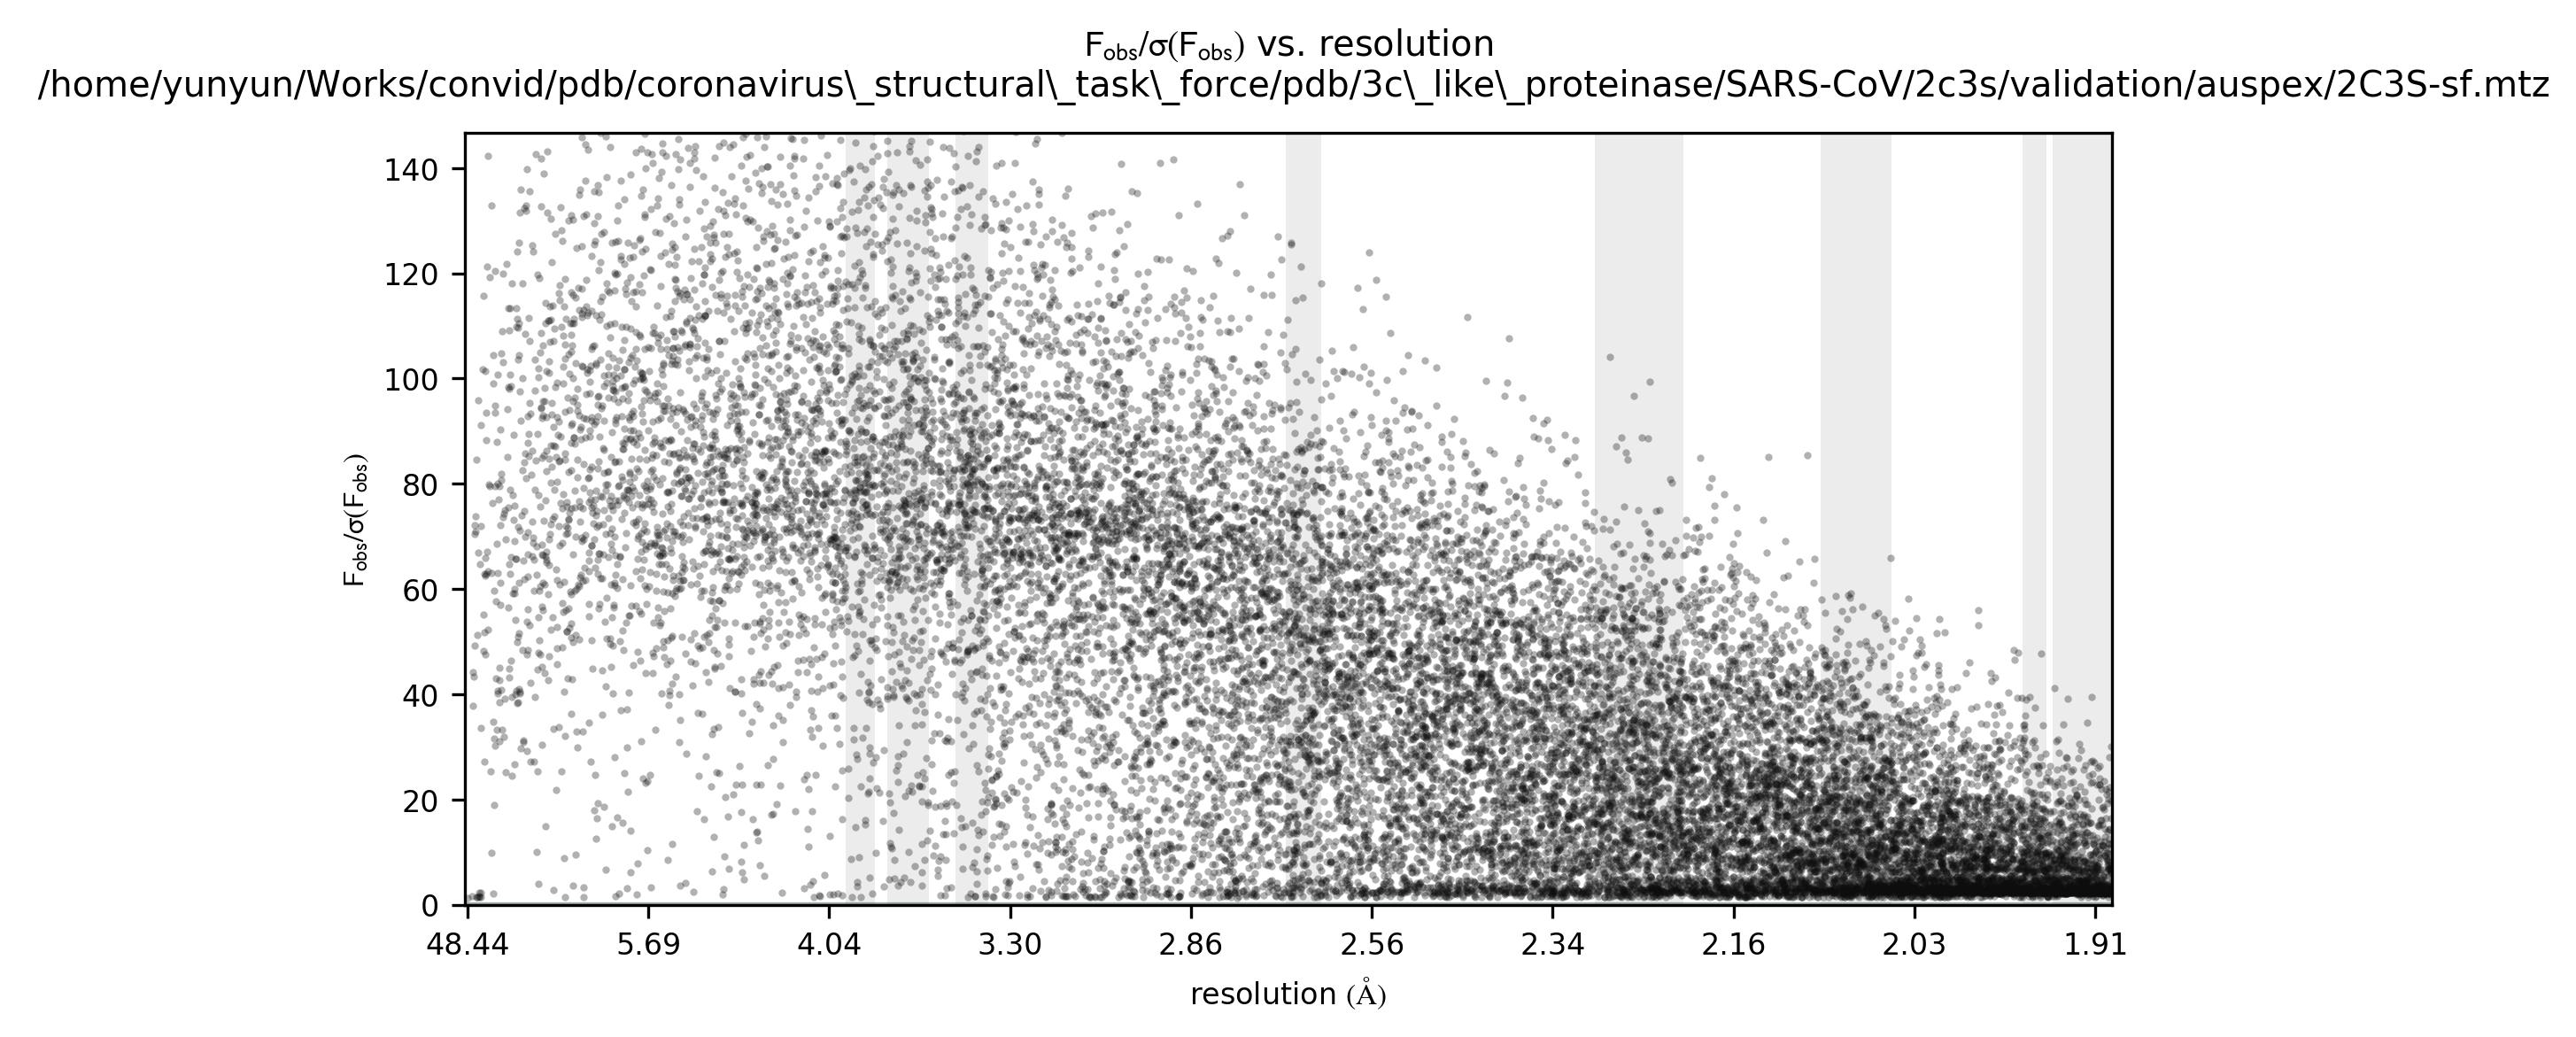 Fobs/σ(Fobs) vs. resolution
/home/yunyun/Works/convid/pdb/coronavirus\_structural\_task\_force/pdb/3c\_like\_proteinase/SARS-CoV/2c3s/validation/auspex/2C3S-sf.mtz
140
120
100
80
60
40
20
0
Fobs/σ(Fobs)
48.44 5.69 4.04 3.30 2.86 2.56 2.34 2.16 2.03 1.91
resolution (Å)